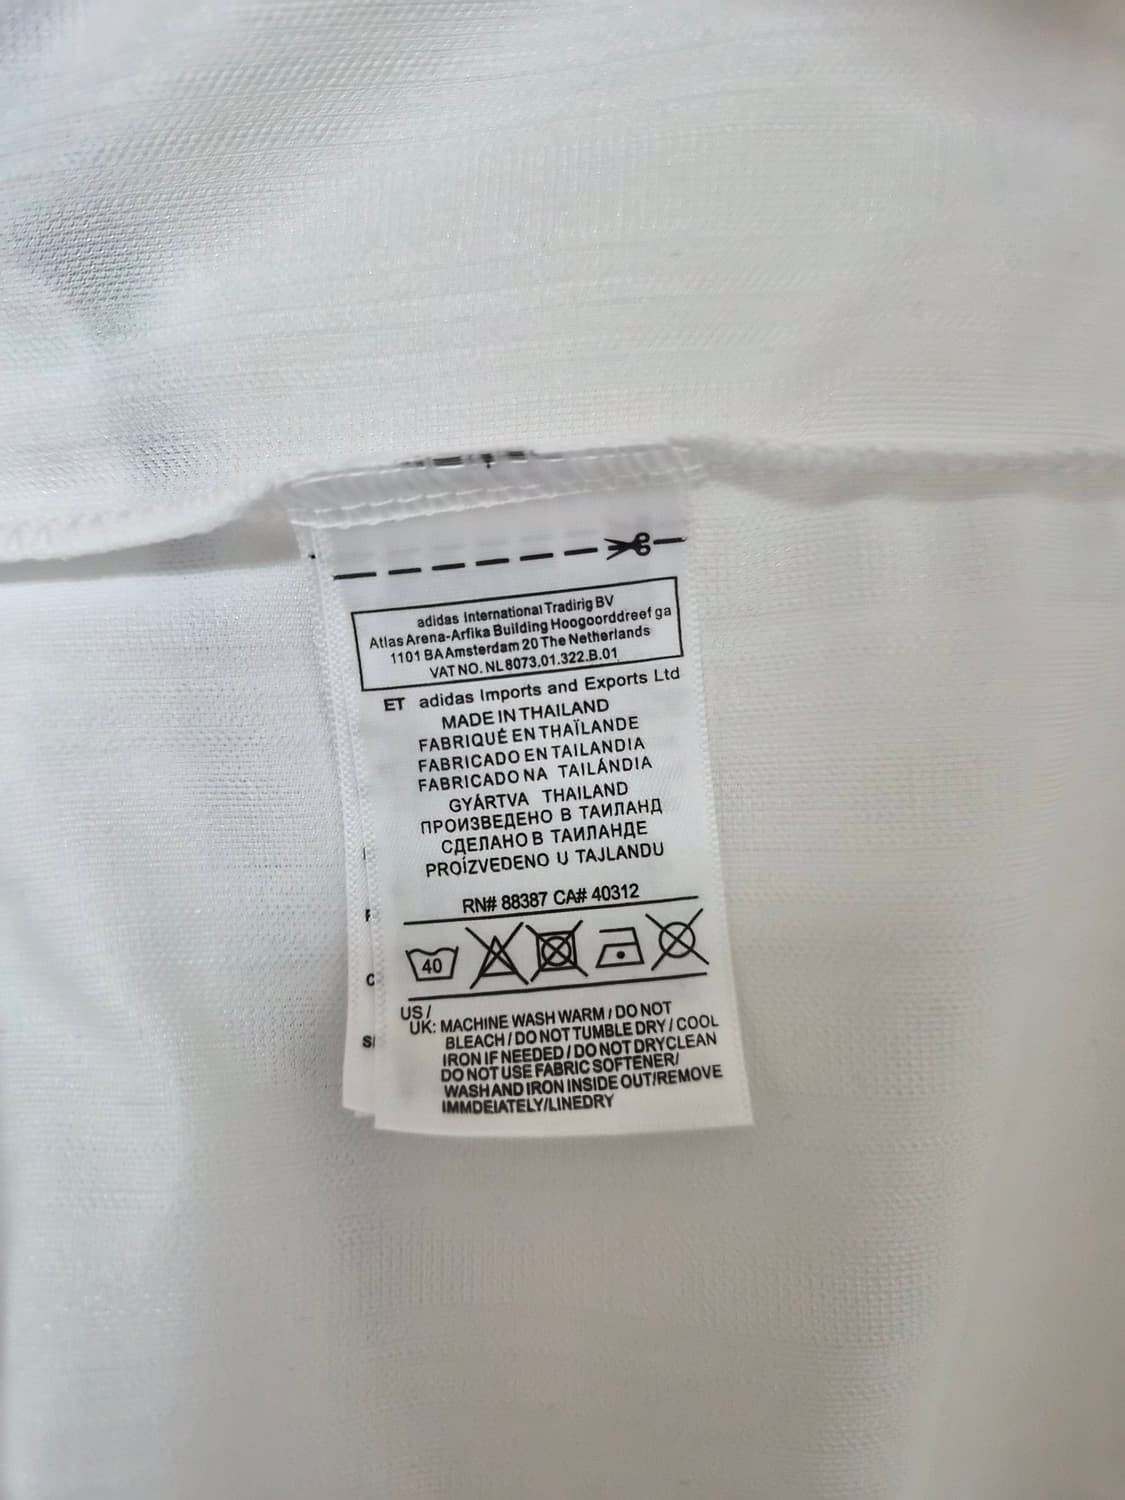 adidas International Tradirig BV
Atlas Arena-Arfika Building Hoogoorddreef ga
1101 BA Amsterdam 20 The Netherlands
VAT NO. NL 8073.01.322.B.01
ET adidas Imports and Exports Ltd
MADE IN THAILAND
FABRIQUÉ EN THAÏLANDE
FABRICADO EN TAILANDIA
FABRICADO NA TAILÁNDIA
GYÁRTVA THAILAND
ПРОИЗВЕДЕНО В ТАИЛАНД
СДЕЛАНО В ТАИЛАНДЕ
PROÍZVEDENO U TAJLANDU
RN# 88387 CA# 40312
40
US /
UK: MACHINE WASH WARM / DO NOT
BLEACH / DO NOT TUMBLE DRY / COOL
IRON IF NEEDED / DO NOT DRYCLEAN
DO NOT USE FABRIC SOFTENER/
WASH AND IRON INSIDE OUT/REMOVE
IMMDEIATELY/LINEDRY